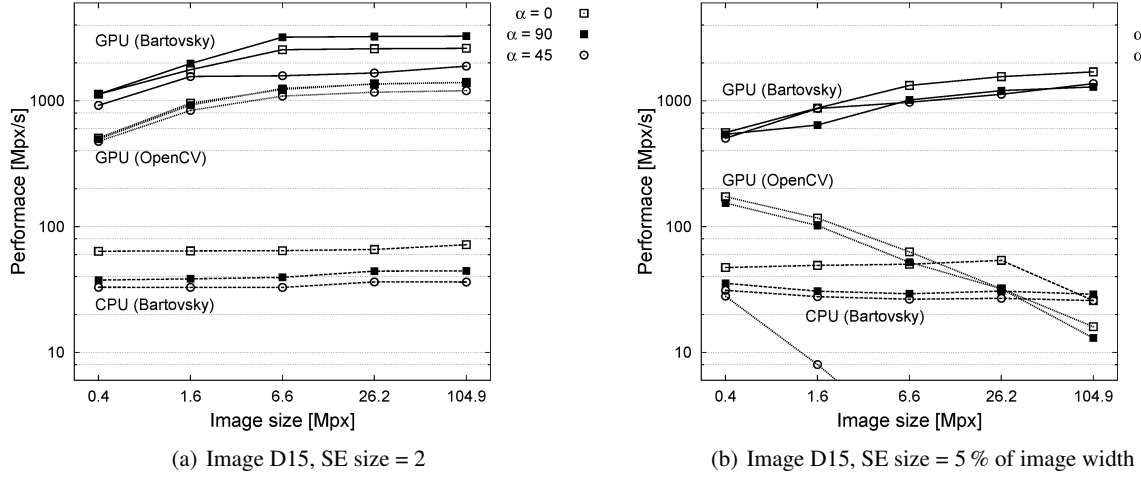 α = 0
α = 90
α = 45
GPU (Bartovsky)
GPU (OpenCV)
CPU (Bartovsky)
1000
100
10
Performace [Mpx/s]
0.4 1.6 6.6 26.2 104.9
Image size [Mpx]
(a) Image D15, SE size = 2
α
α
GPU (Bartovsky)
GPU (OpenCV)
CPU (Bartovsky)
1000
100
10
Performace [Mpx/s]
0.4 1.6 6.6 26.2 104.9
Image size [Mpx]
(b) Image D15, SE size = 5 % of image width